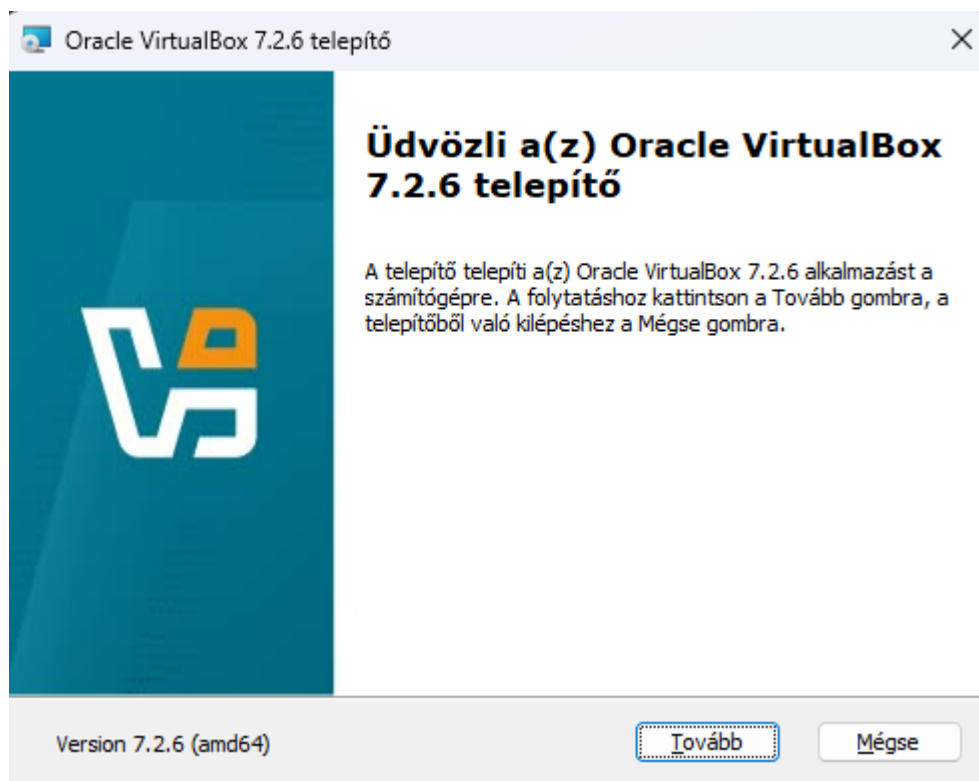 Oracle VirtualBox 7.2.6 telepítő
Üdvözli a(z) Oracle VirtualBox
7.2.6 telepítő
A telepítő telepíti a(z) Oracle VirtualBox 7.2.6 alkalmazást a
számítógépre. A folytatáshoz kattintson a Tovább gombra, a
telepítőből való kilépéshez a Mégse gombra.
Version 7.2.6 (amd64)
Tovább
Mégse